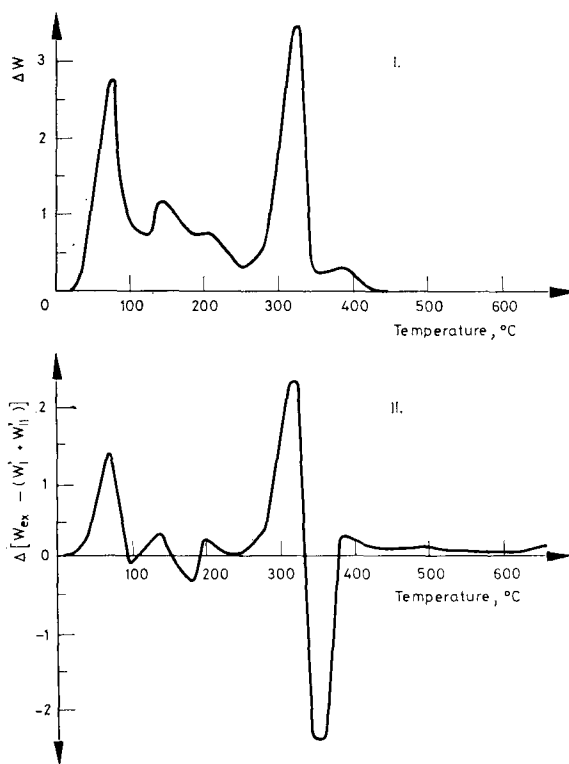 ΔW
3
2
1
0
I.
100 200 300 400 500 600
Temperature, °C
Δ[W_ex − (W'_I + W'_II)]
2
1
0
-1
-2
II.
100 200 300 400 500 600
Temperature, °C